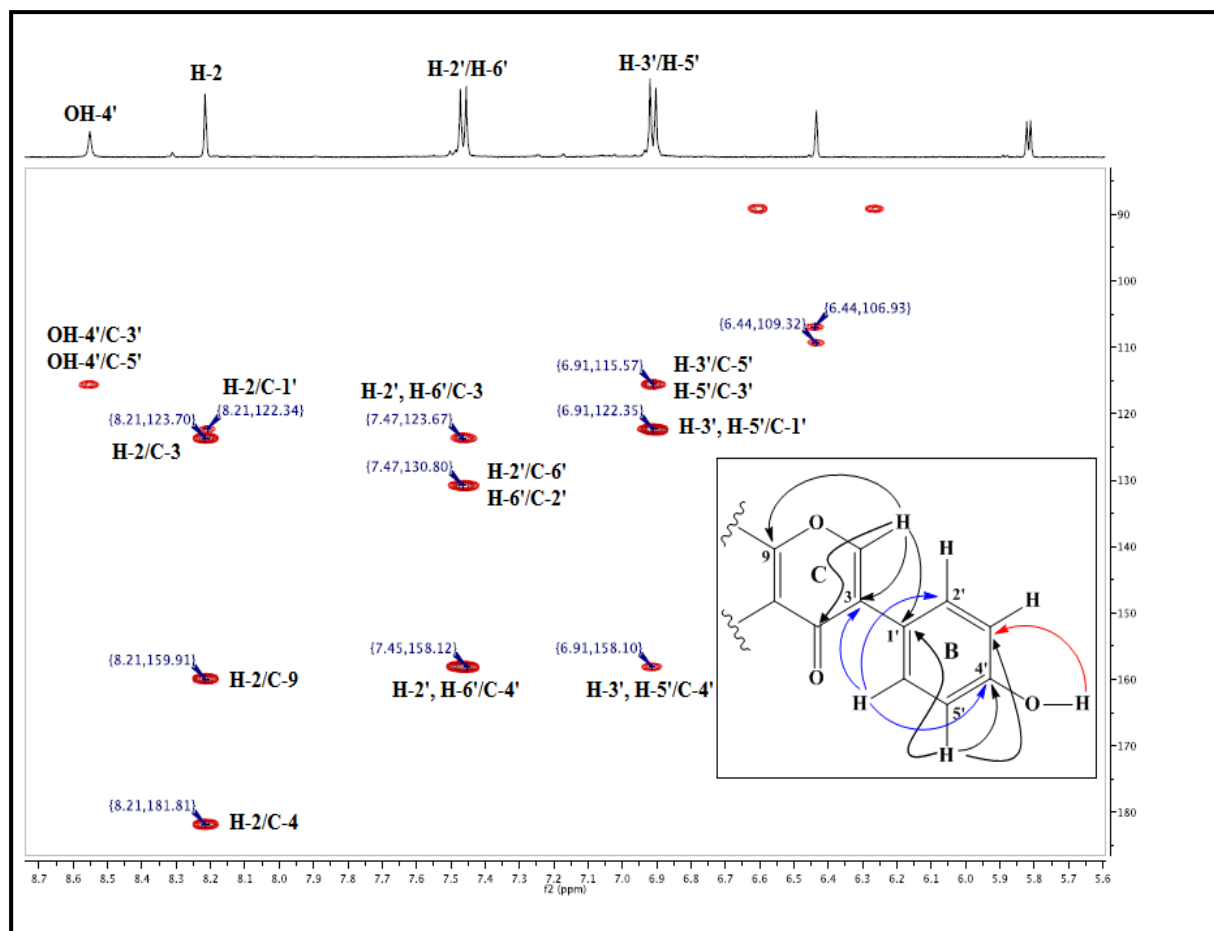 H-2
H-2'/H-6'
H-3'/H-5'
OH-4'
90
100
{6.44,106.93}
{6.44,109.32}
110
OH-4'/C-3'
OH-4'/C-5'
{6.91,115.57}
H-3'/C-5'
H-5'/C-3'
H-2/C-1'
{8.21,123.70}
{8.21,122.34}
H-2/C-3
H-2', H-6'/C-3
{7.47,123.67}
{6.91,122.35}
H-3', H-5'/C-1'
120
{7.47,130.80}
H-2'/C-6'
H-6'/C-2'
130
140
150
{8.21,159.91}
H-2/C-9
{7.45,158.12}
H-2', H-6'/C-4'
{6.91,158.10}
H-3', H-5'/C-4'
160
170
{8.21,181.81}
H-2/C-4
180
O
H
9
C
H
3
2'
H
1'
B
4'
O
H
5'
O
H
H
8.7 8.6 8.5 8.4 8.3 8.2 8.1 8.0 7.9 7.8 7.7 7.6 7.5 7.4 7.3 7.2 7.1 7.0 6.9 6.8 6.7 6.6 6.5 6.4 6.3 6.2 6.1 6.0 5.9 5.8 5.7 5.6
f2 (ppm)